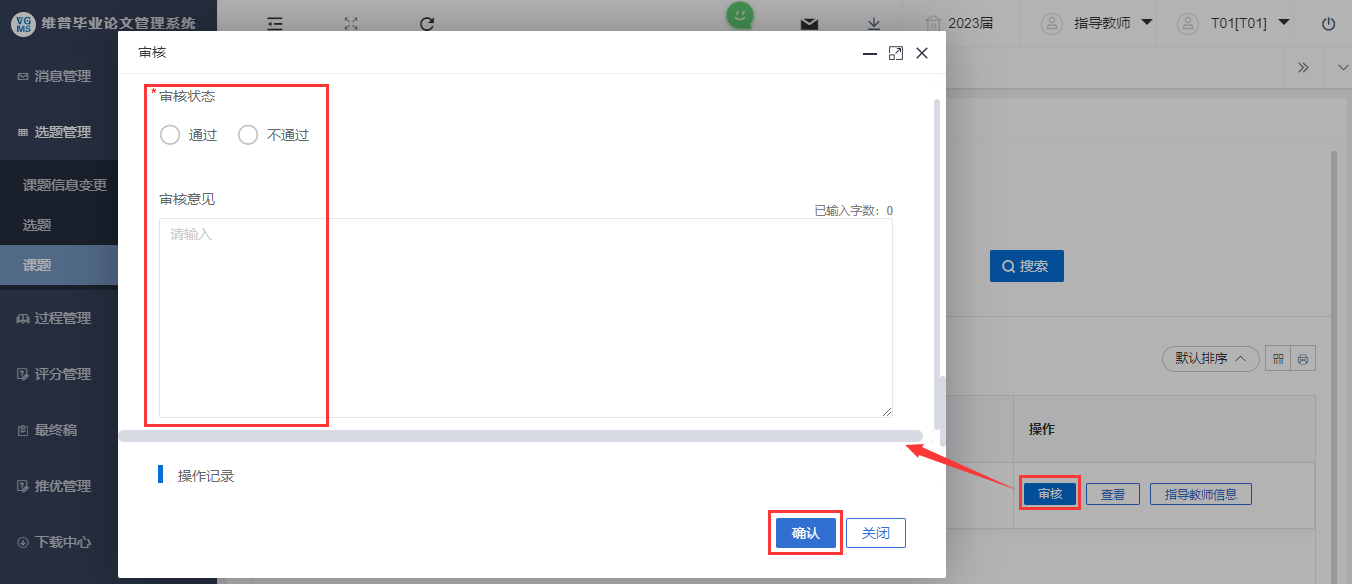 VG
MS
维普毕业论文管理系统
2023届
指导教师
T01[T01]
消息管理
选题管理
课题信息变更
选题
课题
过程管理
评分管理
最终稿
推优管理
下载中心
审核
*审核状态
通过
不通过
审核意见
已输入字数：0
请输入
操作记录
确认
关闭
搜索
默认排序
操作
审核
查看
指导教师信息